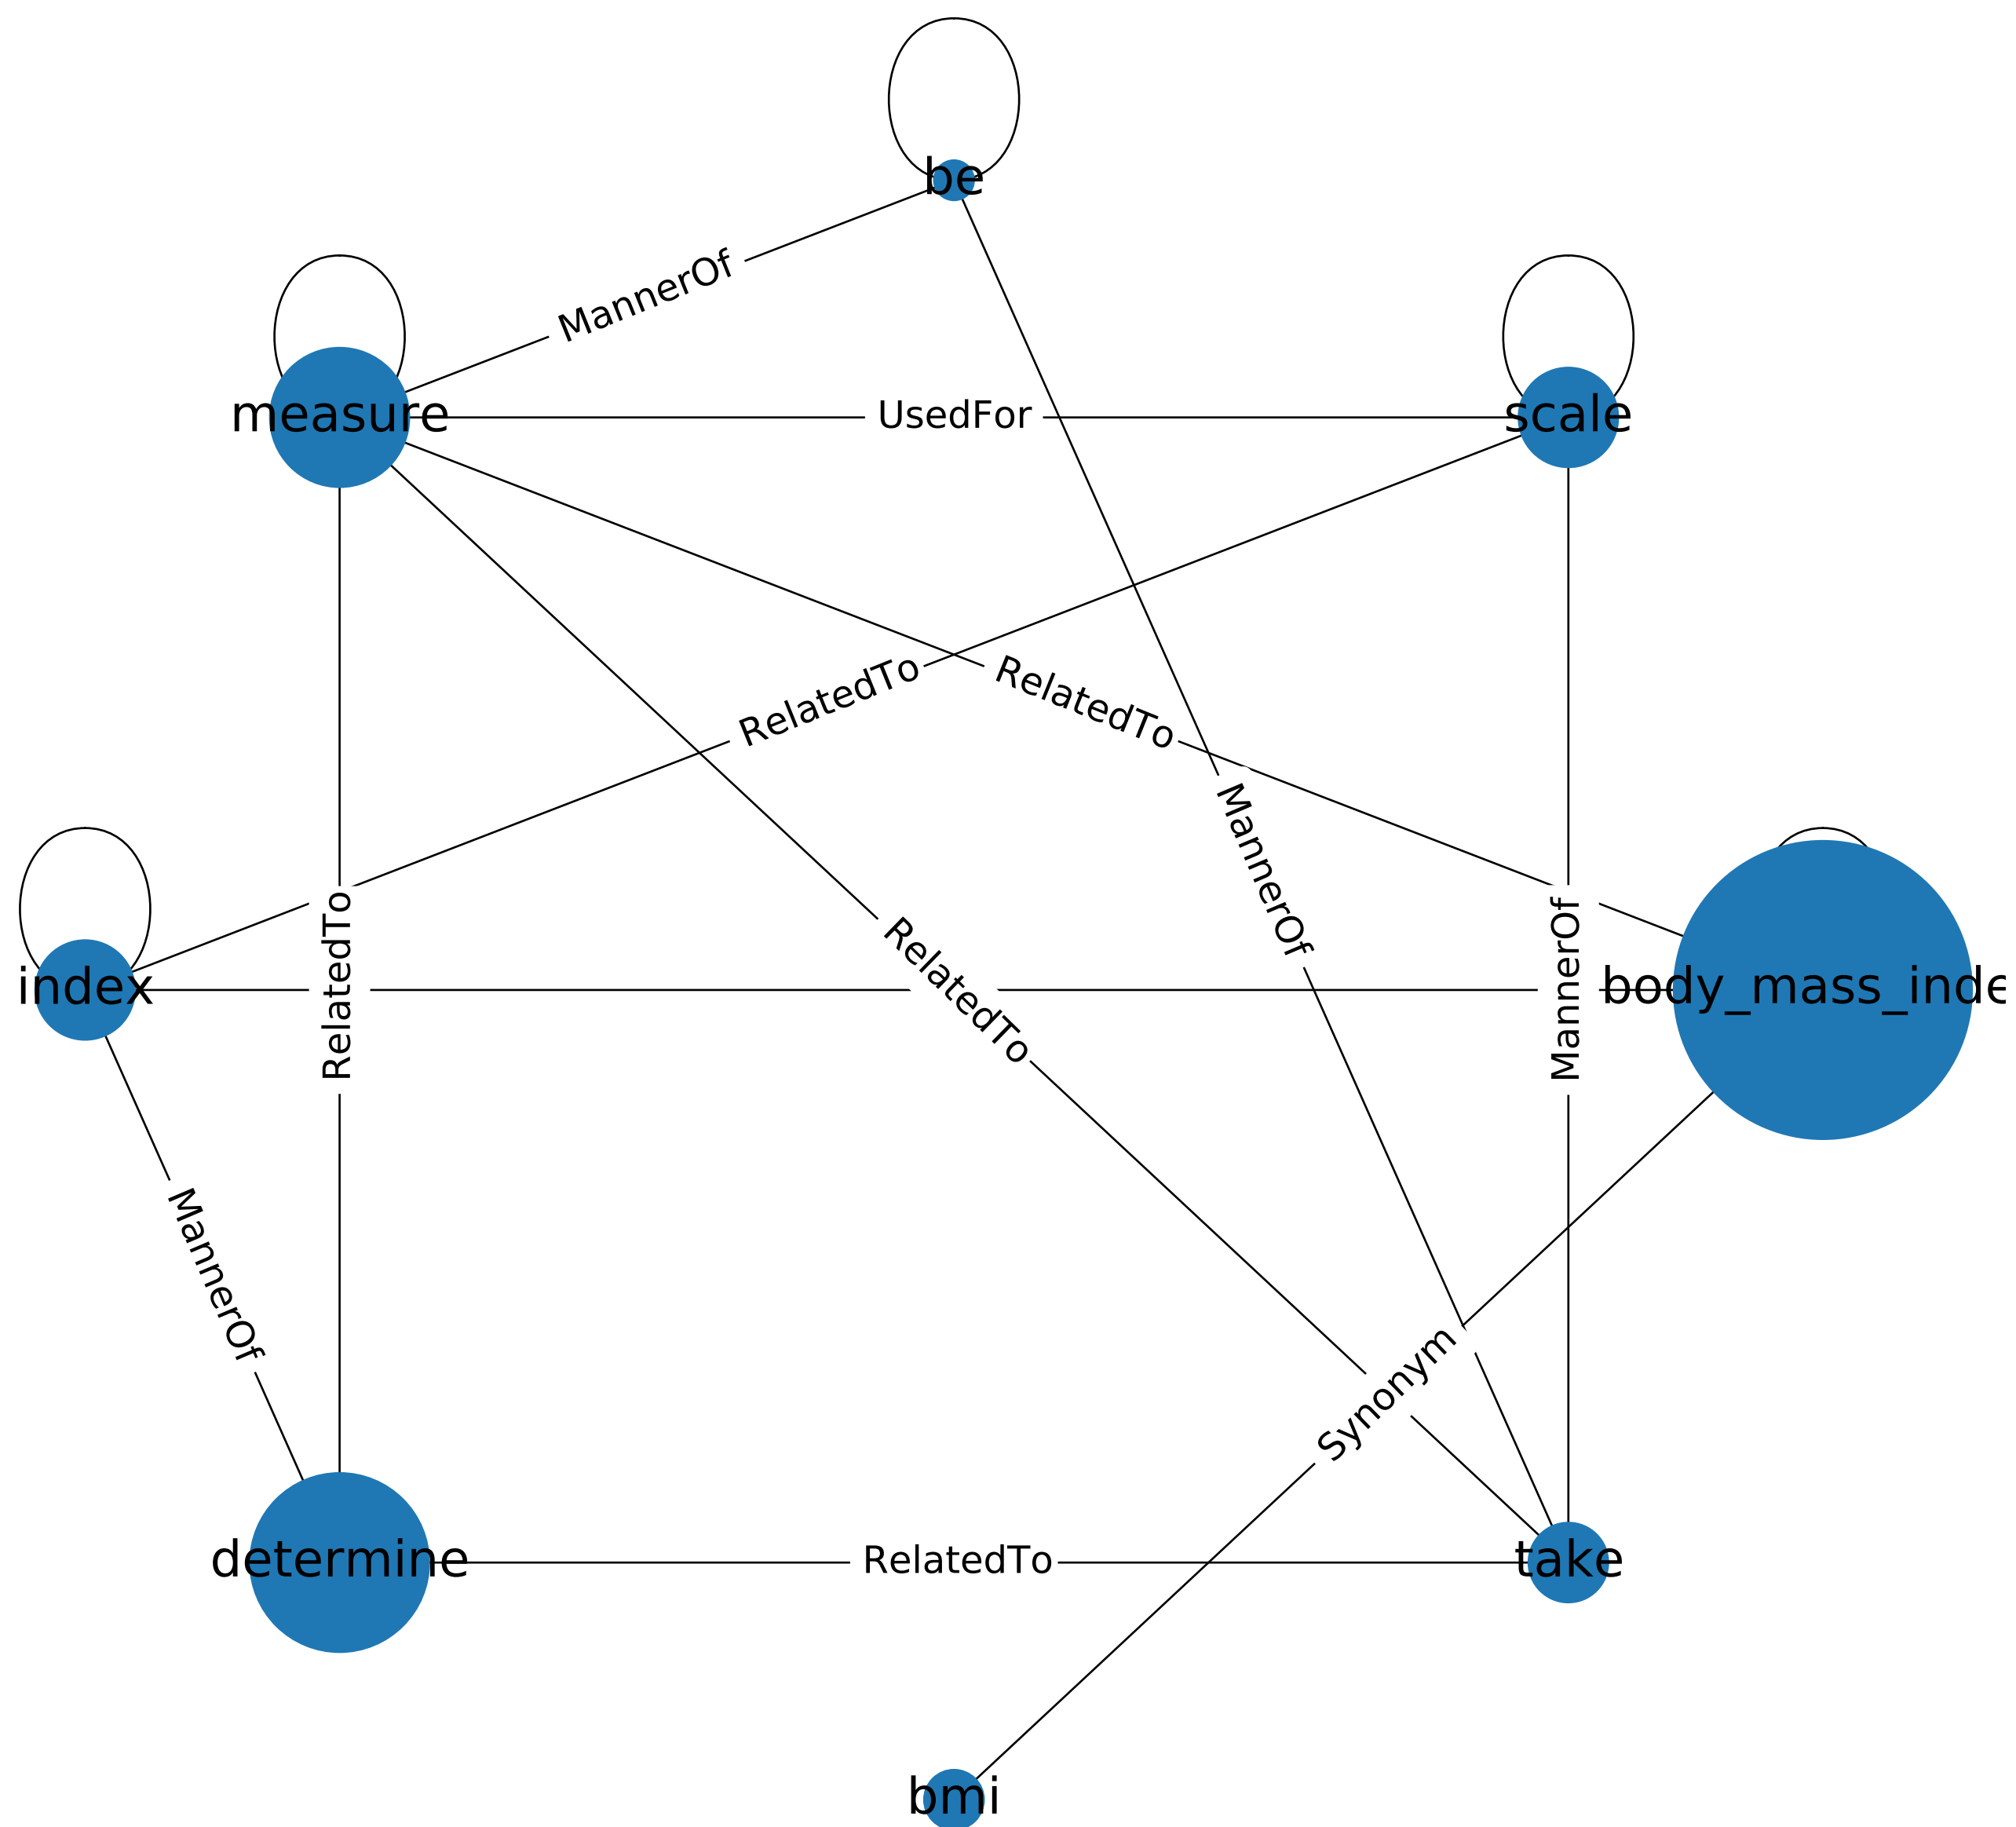 be
MannerOf
measure
UsedFor
scale
RelatedTo
RelatedTo
MannerOf
index
RelatedTo
RelatedTo
MannerOf
body_mass_inde
MannerOf
Synonym
determine
RelatedTo
take
bmi